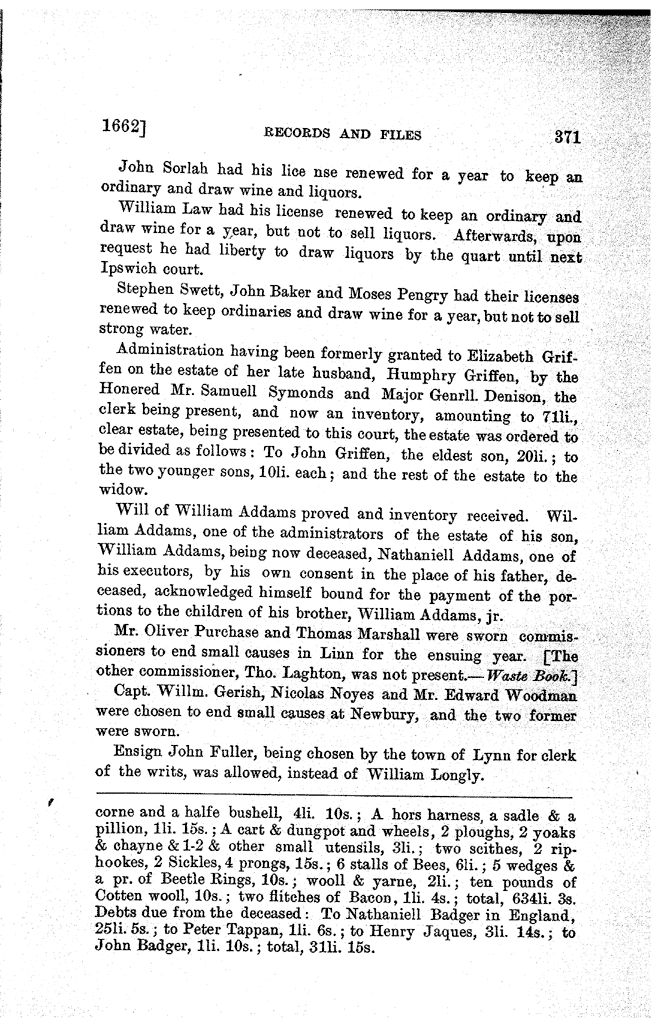 1662] RECORDS AND FILES 371
John Sorlah had his lice nse renewed for a year to keep an
ordinary and draw wine and liquors.
William Law had his license renewed to keep an ordinary and
draw wine for a year, but not to sell liquors. Afterwards, upon
request he had liberty to draw liquors by the quart until next
Ipswich court.
Stephen Swett, John Baker and Moses Pengry had their licenses
renewed to keep ordinaries and draw wine for a year, but not to sell
strong water.
Administration having been formerly granted to Elizabeth Grif-
fen on the estate of her late husband, Humphry Griffen, by the
Honered Mr. Samuell Symonds and Major Genrll. Denison, the
clerk being present, and now an inventory, amounting to 71li.,
clear estate, being presented to this court, the estate was ordered to
be divided as follows: To John Griffen, the eldest son, 20li.; to
the two younger sons, 10li. each; and the rest of the estate to the
widow.
Will of William Addams proved and inventory received. Wil-
liam Addams, one of the administrators of the estate of his son,
William Addams, being now deceased, Nathaniell Addams, one of
his executors, by his own consent in the place of his father, de-
ceased, acknowledged himself bound for the payment of the por-
tions to the children of his brother, William Addams, jr.
Mr. Oliver Purchase and Thomas Marshall were sworn commis-
sioners to end small causes in Linn for the ensuing year. [The
other commissioner, Tho. Laghton, was not present.—Waste Book.]
Capt. Willm. Gerish, Nicolas Noyes and Mr. Edward Woodman
were chosen to end small causes at Newbury, and the two former
were sworn.
Ensign John Fuller, being chosen by the town of Lynn for clerk
of the writs, was allowed, instead of William Longly.
corne and a halfe bushell, 4li. 10s.; A hors harness, a sadle & a
pillion, 1li. 15s.; A cart & dungpot and wheels, 2 ploughs, 2 yoaks
& chayne & 1-2 & other small utensils, 3li.; two scithes, 2 rip-
hookes, 2 Sickles, 4 prongs, 15s.; 6 stalls of Bees, 6li.; 5 wedges &
a pr. of Beetle Rings, 10s.; wooll & yarne, 2li.; ten pounds of
Cotten wooll, 10s.; two flitches of Bacon, 1li. 4s.; total, 634li. 3s.
Debts due from the deceased: To Nathaniell Badger in England,
25li. 5s.; to Peter Tappan, 1li. 6s.; to Henry Jaques, 3li. 14s.; to
John Badger, 1li. 10s.; total, 31li. 15s.